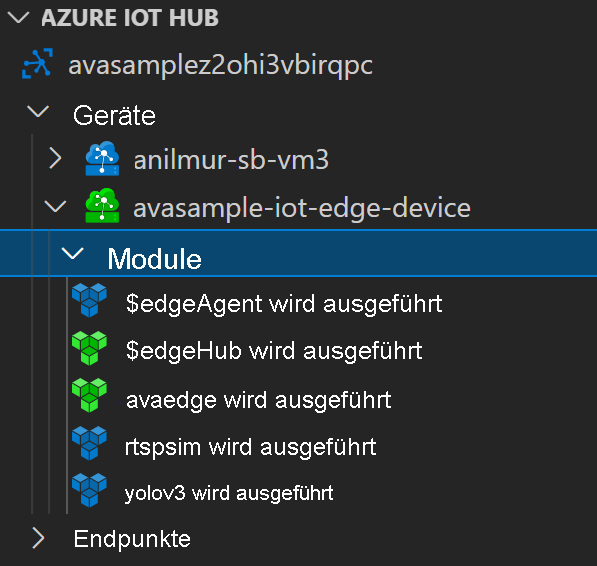 AZURE IOT HUB
avasamplez2ohi3vbirqpc
Geräte
anilmur-sb-vm3
avasample-iot-edge-device
Module
$edgeAgent wird ausgeführt
$edgeHub wird ausgeführt
avaedge wird ausgeführt
rtspsim wird ausgeführt
yolov3 wird ausgeführt
Endpunkte